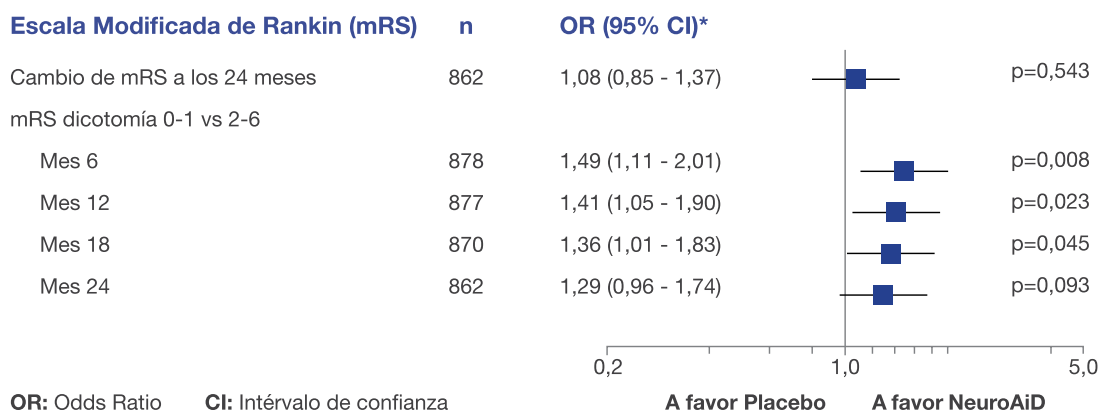 Escala Modificada de Rankin (mRS) n OR (95% CI)*
Cambio de mRS a los 24 meses 862 1,08 (0,85 - 1,37) p=0,543
mRS dicotomía 0-1 vs 2-6
Mes 6 878 1,49 (1,11 - 2,01) p=0,008
Mes 12 877 1,41 (1,05 - 1,90) p=0,023
Mes 18 870 1,36 (1,01 - 1,83) p=0,045
Mes 24 862 1,29 (0,96 - 1,74) p=0,093
0,2 1,0 5,0
OR: Odds Ratio CI: Intérvalo de confianza A favor Placebo A favor NeuroAiD